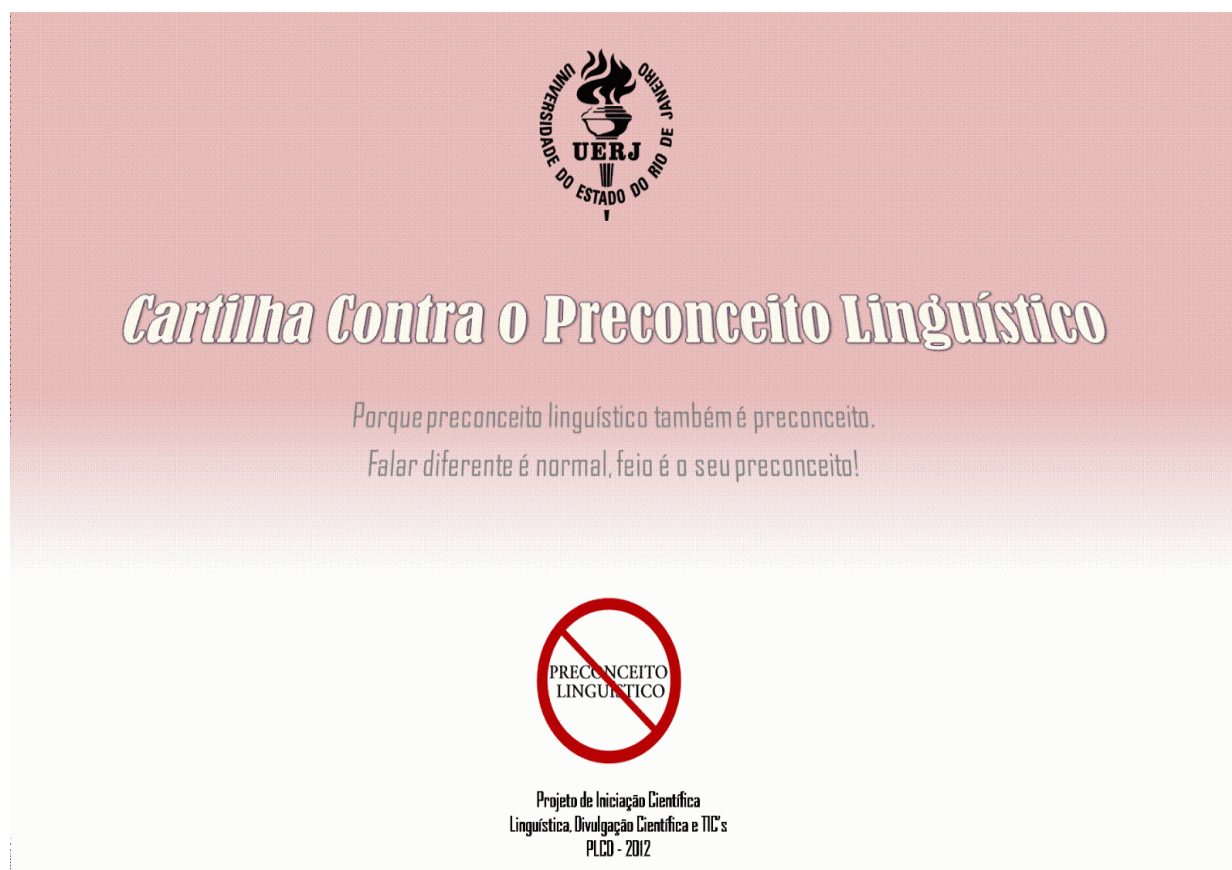 UNIVERSIDADE DO ESTADO DO RIO DE JANEIRO
UERJ
Cartilha Contra o Preconceito Linguístico
Porque preconceito linguístico também é preconceito.
Falar diferente é normal, feio é o seu preconceito!
PRECONCEITO
LINGUÍSTICO
Projeto de Iniciação Científica
Linguística, Divulgação Científica e TIC's
PLCD - 2012